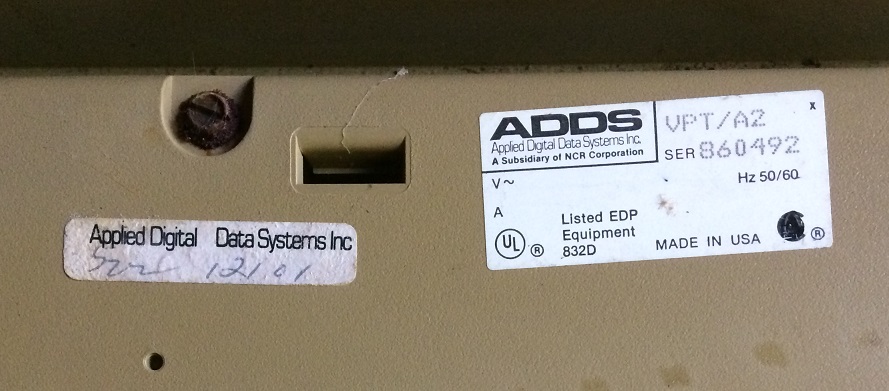 ADDS
Applied Digital Data Systems Inc.
A Subsidiary of NCR Corporation
VPT/A2
x
SER 860492
V~
Hz 50/60
A
Listed EDP
Equipment
832D
UL ®
MADE IN USA
®
Applied Digital Data Systems Inc
121.01